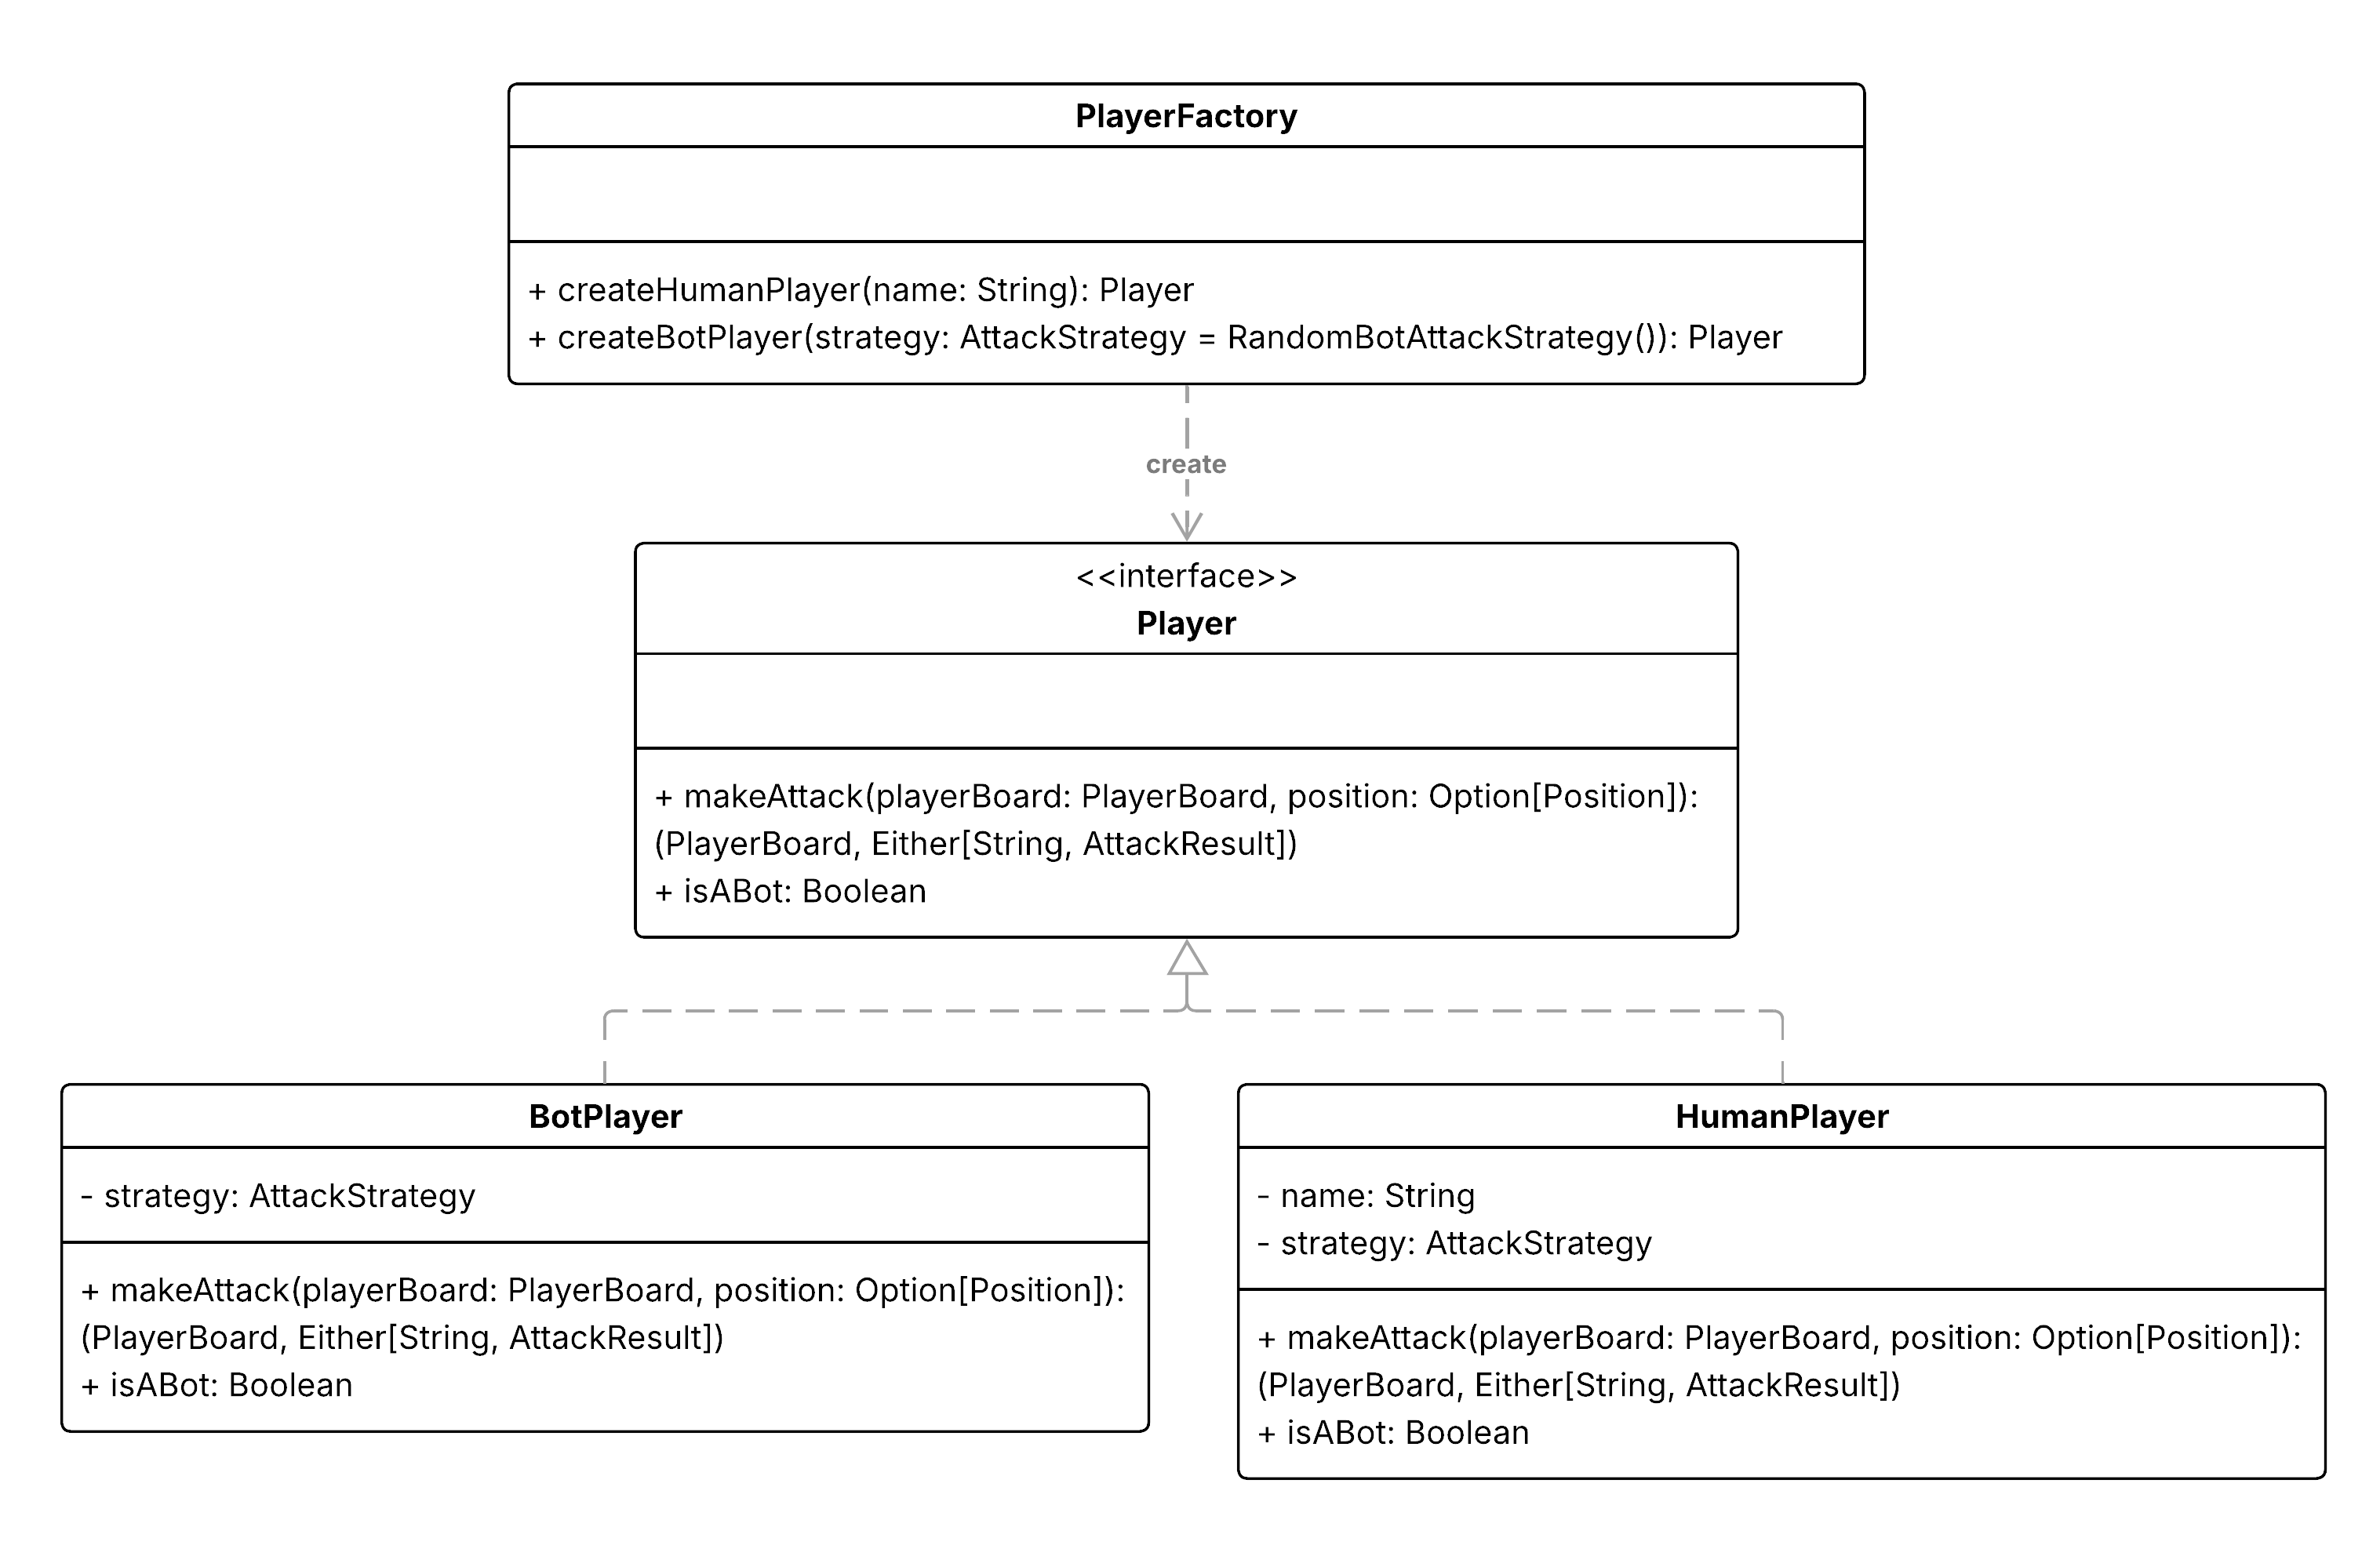 PlayerFactory
+ createHumanPlayer(name: String): Player
+ createBotPlayer(strategy: AttackStrategy = RandomBotAttackStrategy()): Player
create
<<interface>>
Player
+ makeAttack(playerBoard: PlayerBoard, position: Option[Position]):
(PlayerBoard, Either[String, AttackResult])
+ isABot: Boolean
BotPlayer
- strategy: AttackStrategy
+ makeAttack(playerBoard: PlayerBoard, position: Option[Position]):
(PlayerBoard, Either[String, AttackResult])
+ isABot: Boolean
HumanPlayer
- name: String
- strategy: AttackStrategy
+ makeAttack(playerBoard: PlayerBoard, position: Option[Position]):
(PlayerBoard, Either[String, AttackResult])
+ isABot: Boolean